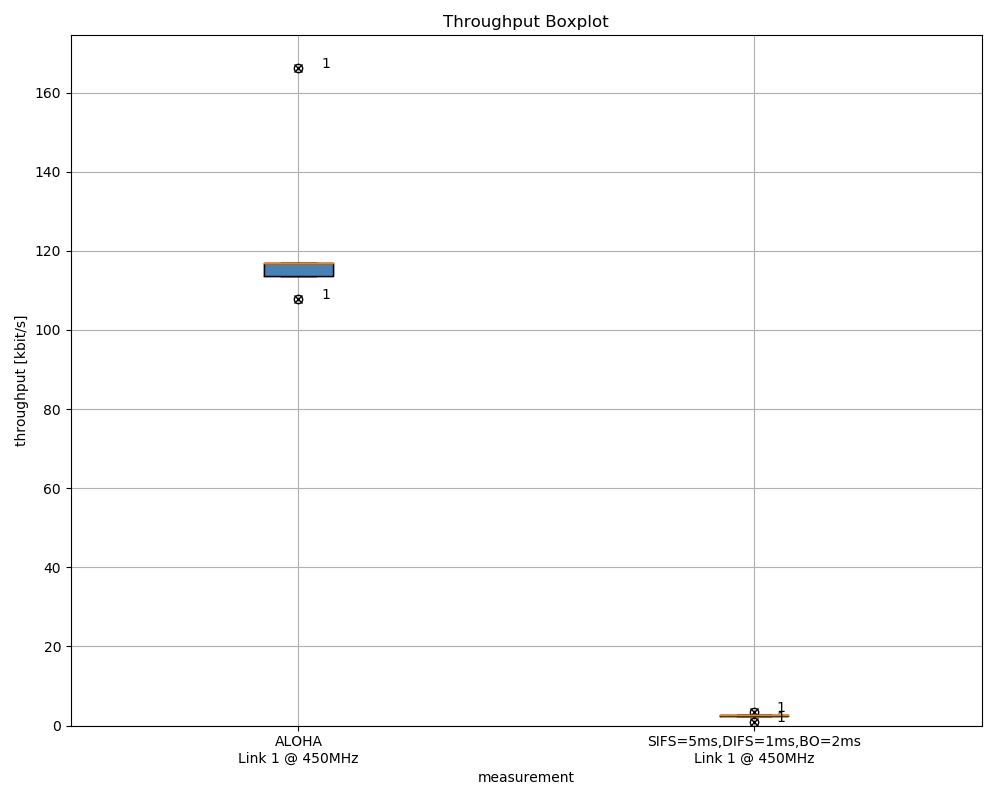 Throughput Boxplot
1
160
140
120
1
100
80
60
40
20
1
1
0
throughput [kbit/s]
ALOHA
Link 1 @ 450MHz
SIFS=5ms,DIFS=1ms,BO=2ms
Link 1 @ 450MHz
measurement